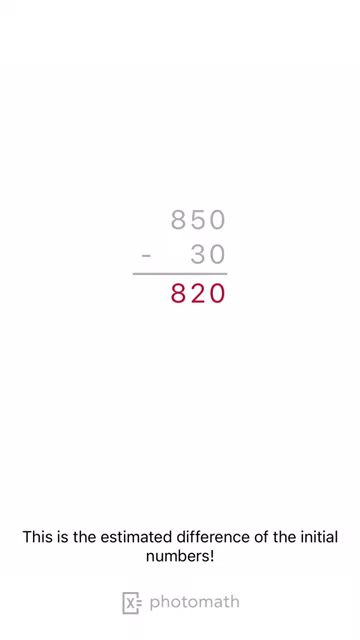 850
- 30
820
This is the estimated difference of the initial
numbers!
photomath